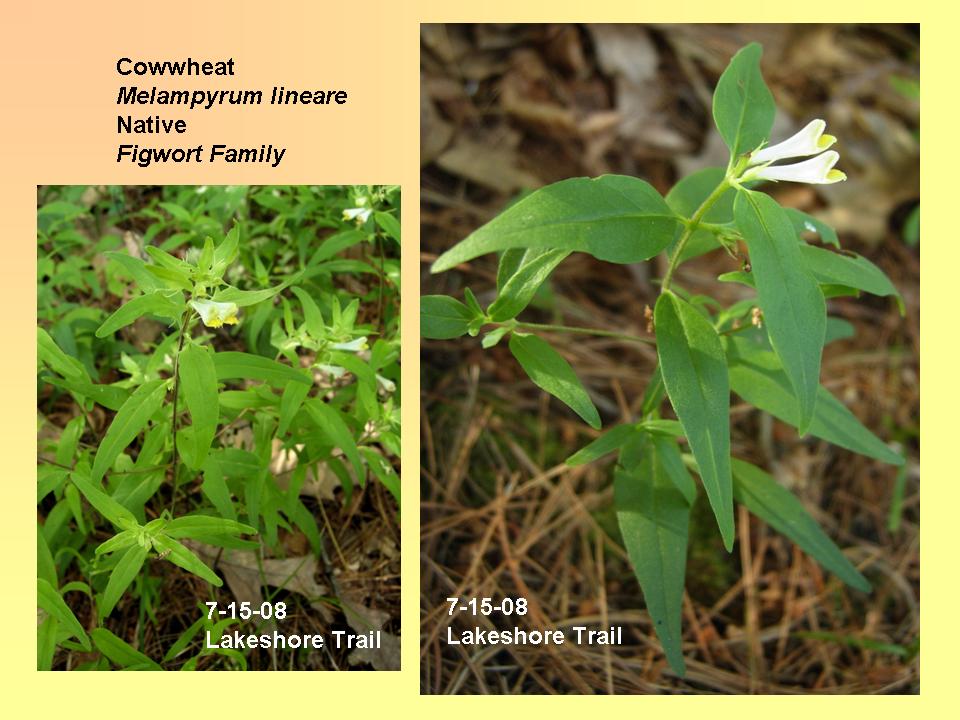 Cowwheat
Melampyrum lineare
Native
Figwort Family
7-15-08
Lakeshore Trail
7-15-08
Lakeshore Trail